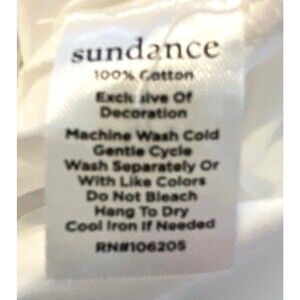 sundance
100% Cotton
Exclusive Of
Decoration
Machine Wash Cold
Gentle Cycle
Wash Separately Or
With Like Colors
Do Not Bleach
Hang To Dry
Cool Iron If Needed
RN#106205